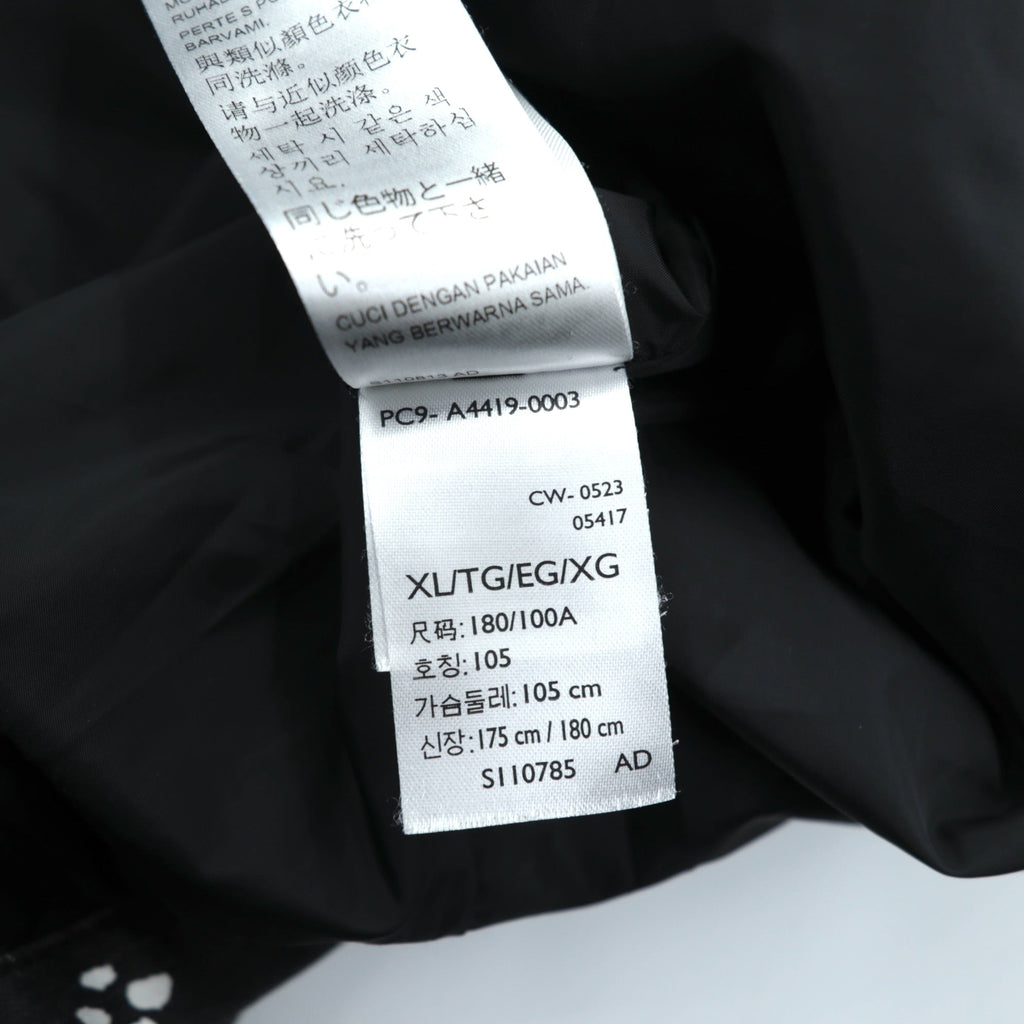 PERTE S
BARVAMI.
與類似顏色衣
同洗滌。
请与近似颜色衣
物一起洗涤。
세탁 시 같은 색
상끼리 세탁하십
시요.
同じ色物と一緒
洗って下さ
い。
CUCI DENGAN PAKAIAN
YANG BERWARNA SAMA.
S110813 AD
PC9- A4419-0003
CW- 0523
05417
XL/TG/EG/XG
尺码: 180/100A
호칭: 105
가슴둘레: 105 cm
신장: 175 cm / 180 cm
S110785 AD